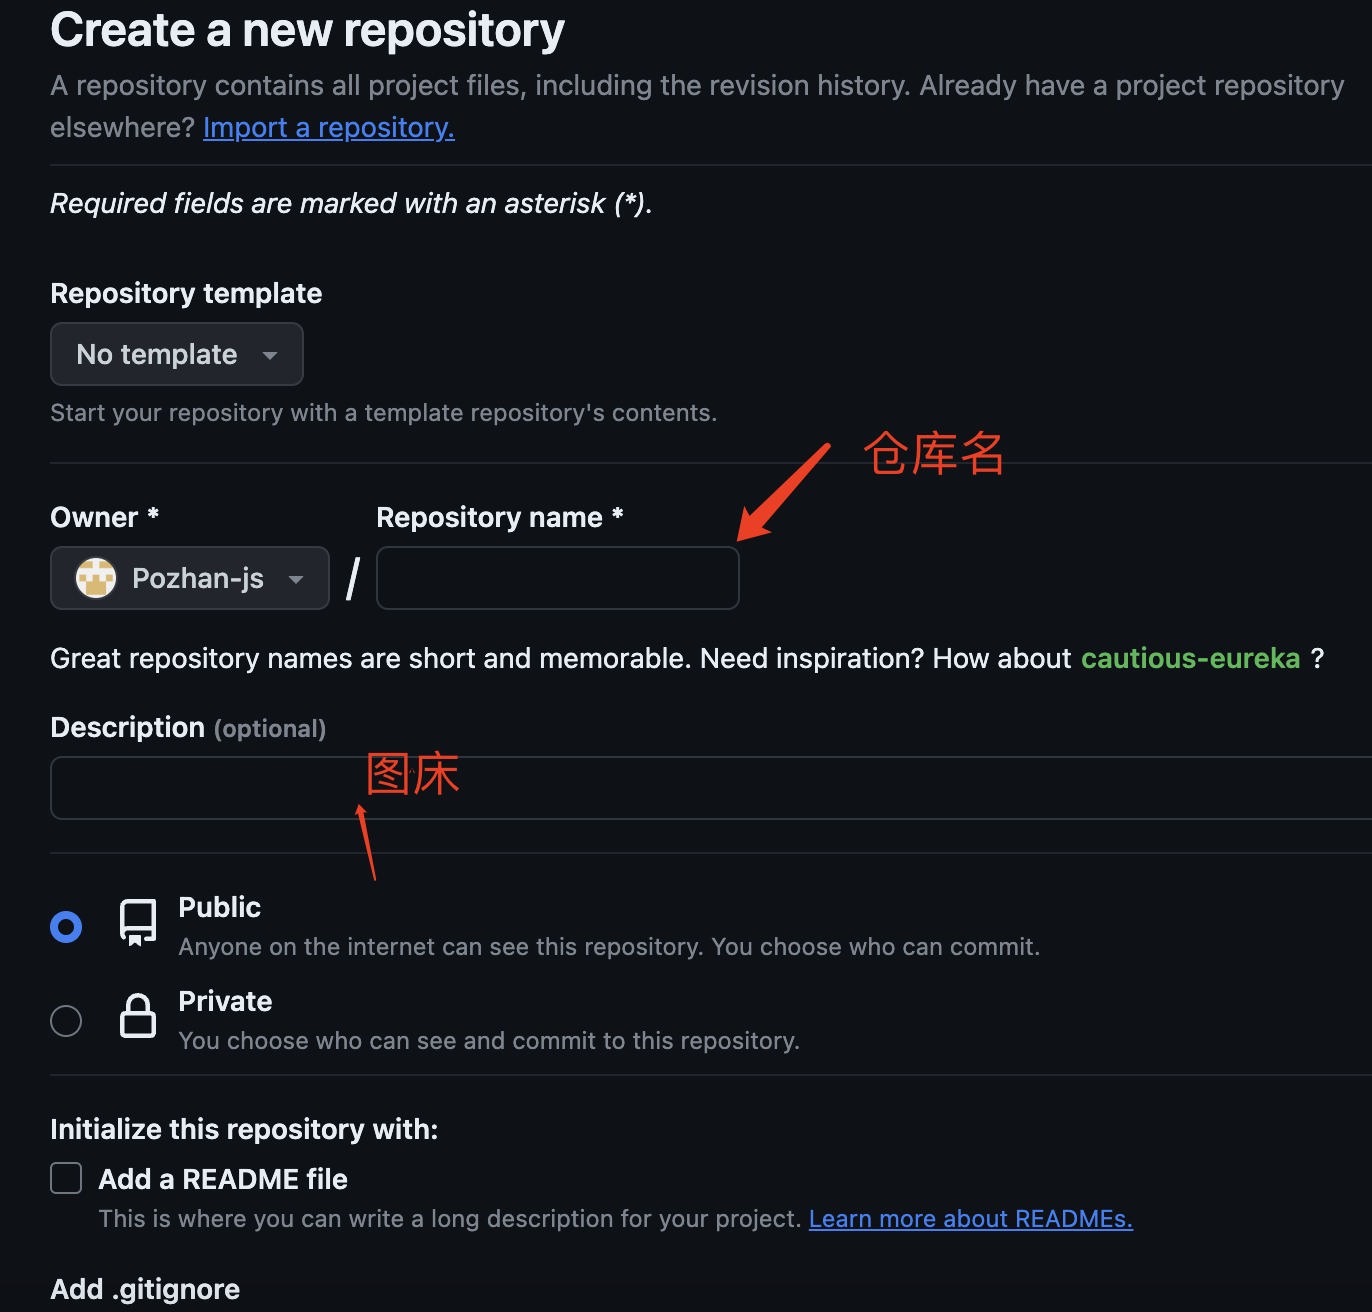 Create a new repository
A repository contains all project files, including the revision history. Already have a project repository
elsewhere? Import a repository.
Required fields are marked with an asterisk (*).
Repository template
No template
Start your repository with a template repository's contents.
仓库名
Owner *
Repository name *
Pozhan-js
/
Great repository names are short and memorable. Need inspiration? How about cautious-eureka ?
Description (optional)
图床
Public
Anyone on the internet can see this repository. You choose who can commit.
Private
You choose who can see and commit to this repository.
Initialize this repository with:
Add a README file
This is where you can write a long description for your project. Learn more about READMEs.
Add .gitignore